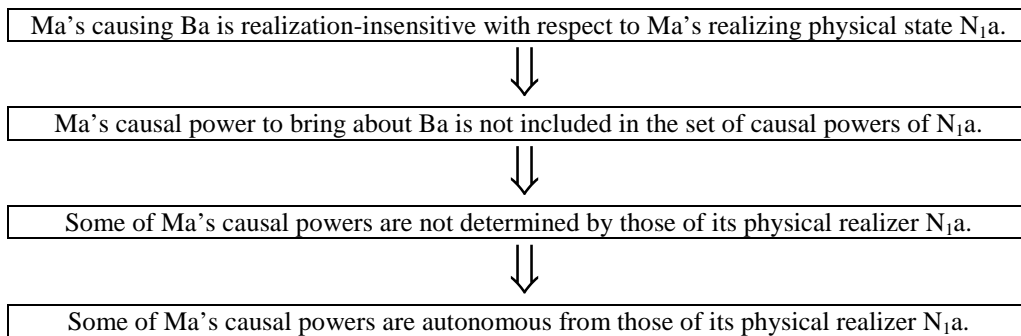 Ma’s causing Ba is realization-insensitive with respect to Ma’s realizing physical state N₁a.
⇓
Ma’s causal power to bring about Ba is not included in the set of causal powers of N₁a.
⇓
Some of Ma’s causal powers are not determined by those of its physical realizer N₁a.
⇓
Some of Ma’s causal powers are autonomous from those of its physical realizer N₁a.